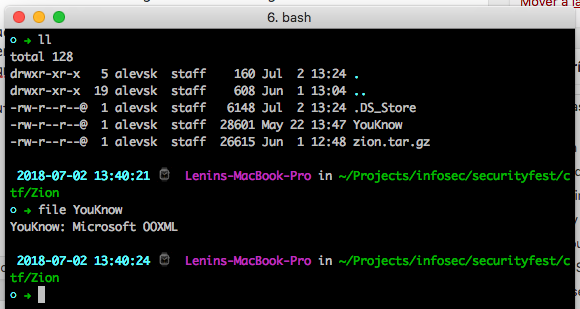 Mover a la
6. bash
➜ ll
total 128
drwxr-xr-x 5 alevsk staff 160 Jul 2 13:24 .
drwxr-xr-x 19 alevsk staff 608 Jun 1 13:04 ..
-rw-r--r--@ 1 alevsk staff 6148 Jul 2 13:24 .DS_Store
-rw-r--r--@ 1 alevsk staff 28601 May 22 13:47 YouKnow
-rw-r--r--@ 1 alevsk staff 26615 Jun 1 12:48 zion.tar.gz
2018-07-02 13:40:21 Lenins-MacBook-Pro in ~/Projects/infosec/securityfest/c
tf/Zion
➜ file YouKnow
YouKnow: Microsoft OOXML
2018-07-02 13:40:24 Lenins-MacBook-Pro in ~/Projects/infosec/securityfest/c
tf/Zion
➜